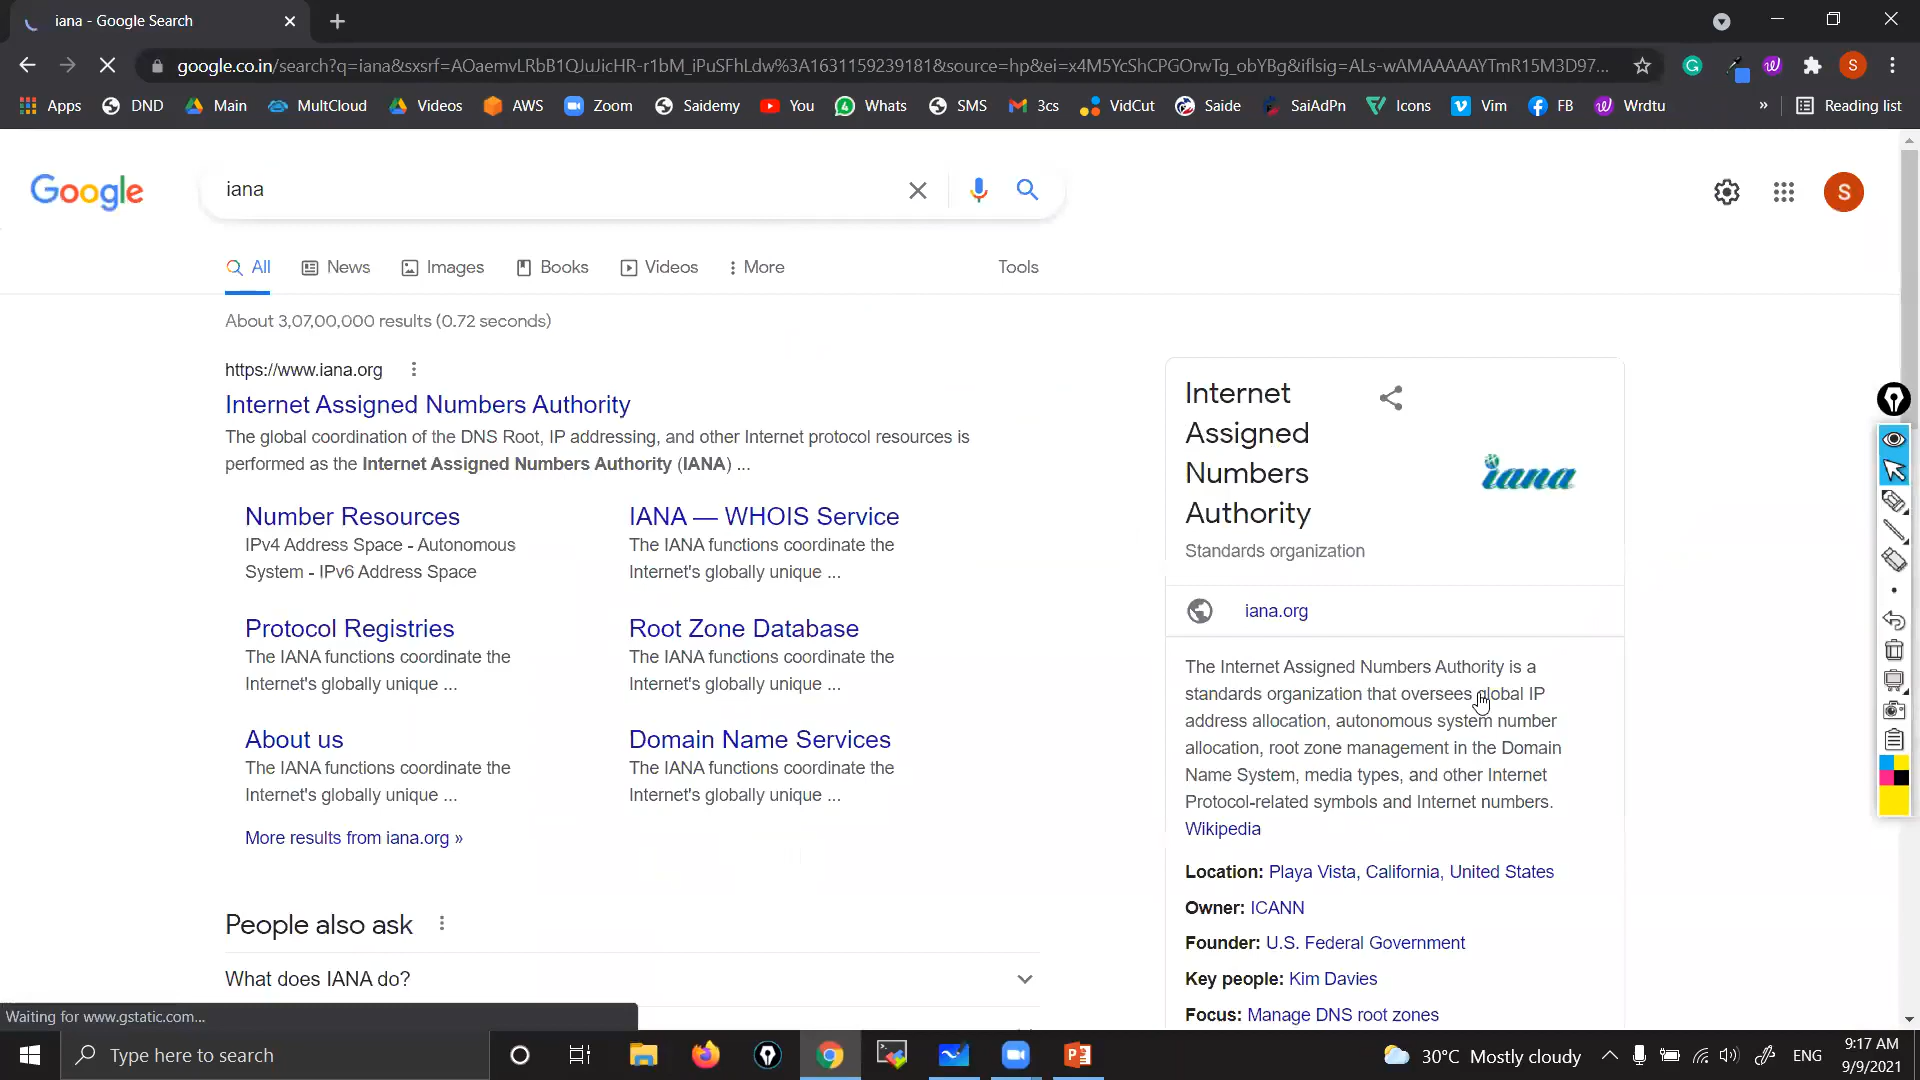 iana - Google Search
google.co.in/search?q=iana&sxsrf=AOaemvLRbB1QJuJicHR-r1bM_iPuSFhLdw%3A1631159239181&source=hp&ei=x4M5YcShCPGOrwTg_obYBg&iflsig=ALs-wAMAAAAAYTmR15M3D97...
S
Apps
DND
Main
MultCloud
Videos
AWS
Zoom
Saidemy
You
Whats
SMS
3cs
VidCut
Saide
SaiAdPn
Icons
Vim
FB
Wrdtu
»
Reading list
Google
iana
S
All
News
Images
Books
Videos
More
Tools
About 3,07,00,000 results (0.72 seconds)
https://www.iana.org
Internet Assigned Numbers Authority
The global coordination of the DNS Root, IP addressing, and other Internet protocol resources is
performed as the Internet Assigned Numbers Authority (IANA) ...
Number Resources
IPv4 Address Space - Autonomous
System - IPv6 Address Space
IANA — WHOIS Service
The IANA functions coordinate the
Internet's globally unique ...
Protocol Registries
The IANA functions coordinate the
Internet's globally unique ...
Root Zone Database
The IANA functions coordinate the
Internet's globally unique ...
About us
The IANA functions coordinate the
Internet's globally unique ...
Domain Name Services
The IANA functions coordinate the
Internet's globally unique ...
More results from iana.org »
People also ask
What does IANA do?
Internet
Assigned
Numbers
Authority
iana
Standards organization
iana.org
The Internet Assigned Numbers Authority is a
standards organization that oversees global IP
address allocation, autonomous system number
allocation, root zone management in the Domain
Name System, media types, and other Internet
Protocol-related symbols and Internet numbers.
Wikipedia
Location: Playa Vista, California, United States
Owner: ICANN
Founder: U.S. Federal Government
Key people: Kim Davies
Focus: Manage DNS root zones
Waiting for www.gstatic.com...
Type here to search
30°C Mostly cloudy
ENG
9:17 AM
9/9/2021